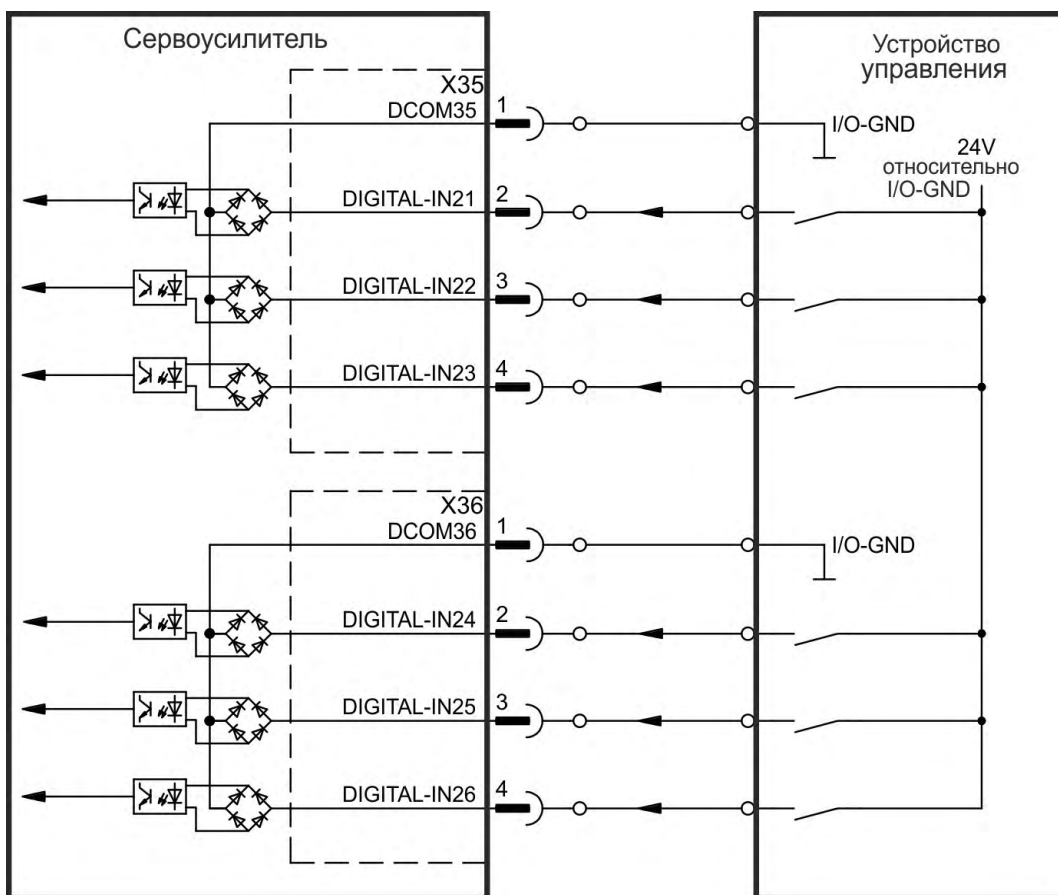 Сервоусилитель
Устройство
управления
X35
DCOM35
1
I/O-GND
24V
относительно
I/O-GND
DIGITAL-IN21
2
DIGITAL-IN22
3
DIGITAL-IN23
4
X36
DCOM36
1
I/O-GND
DIGITAL-IN24
2
DIGITAL-IN25
3
DIGITAL-IN26
4